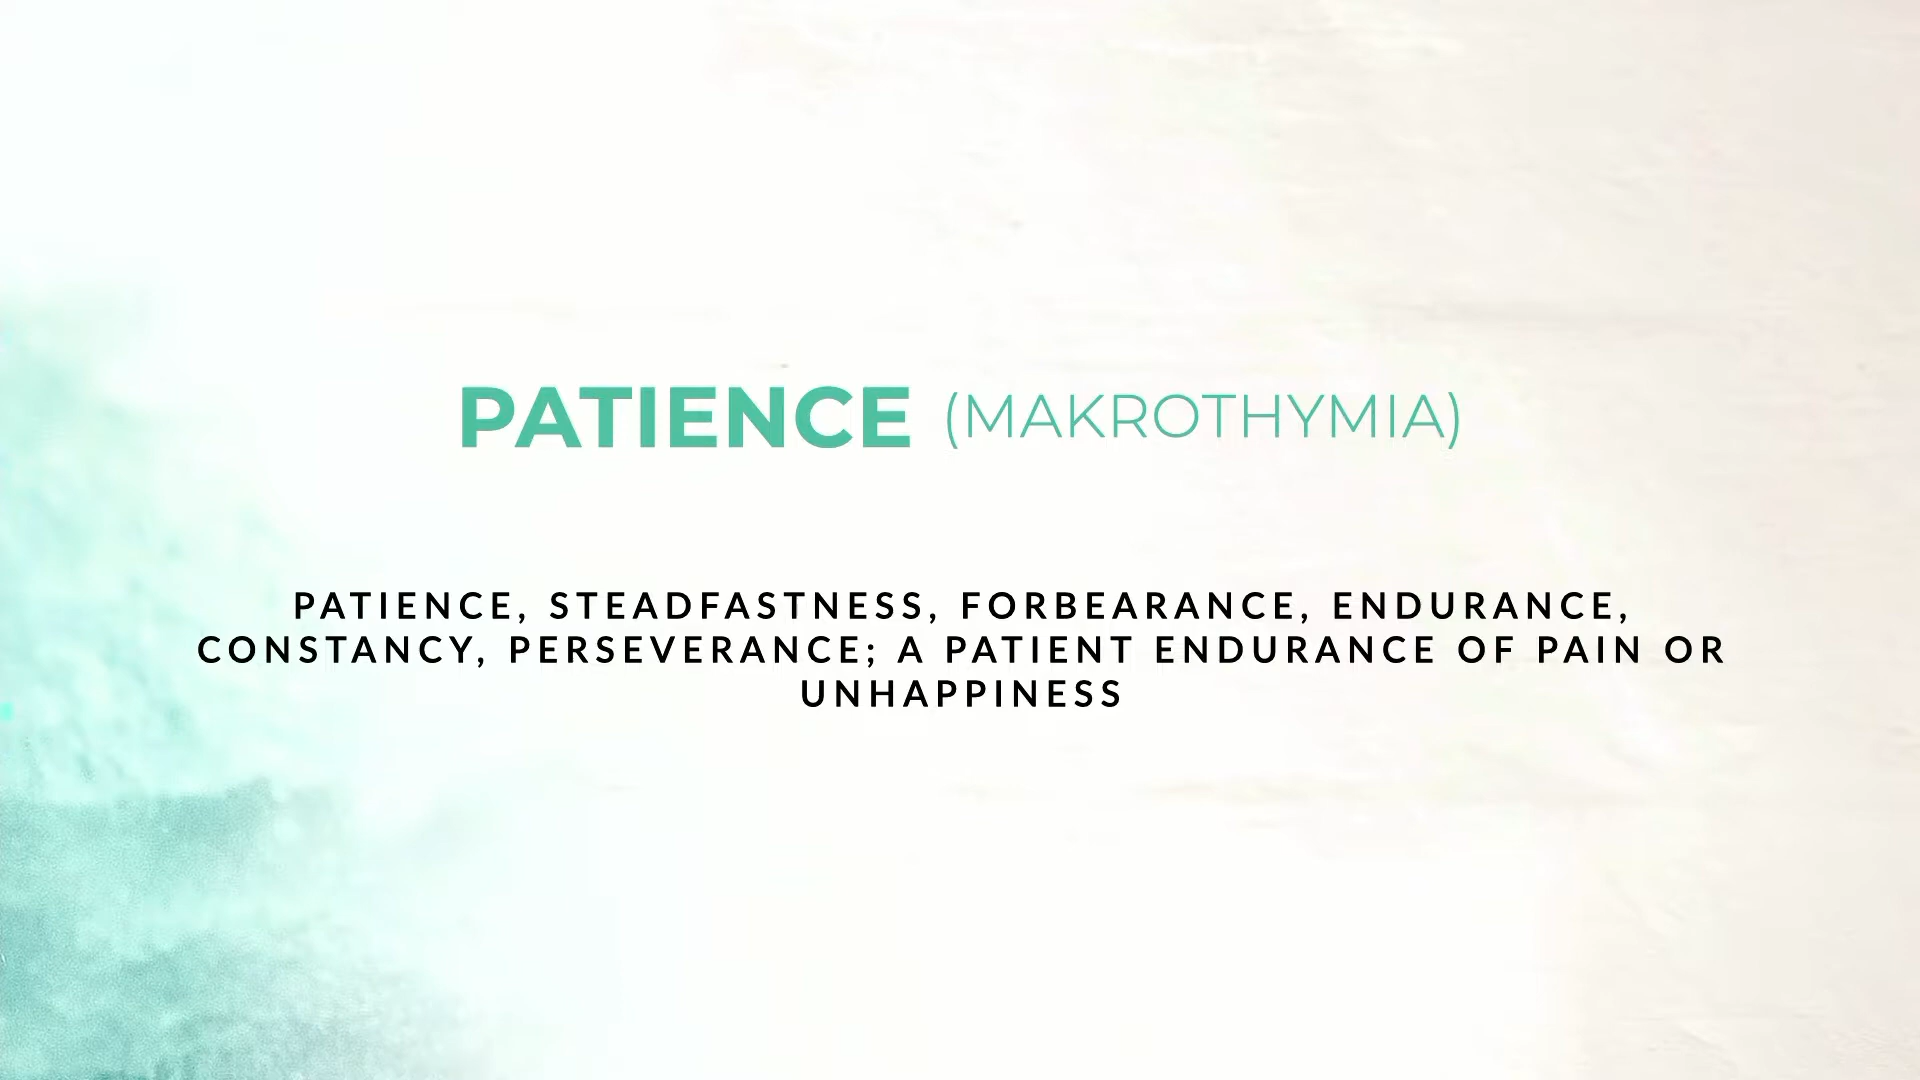 PATIENCE (MAKROTHYMIA)
PATIENCE, STEADFASTNESS, FORBEARANCE, ENDURANCE,
CONSTANCY, PERSEVERANCE; A PATIENT ENDURANCE OF PAIN OR
UNHAPPINESS